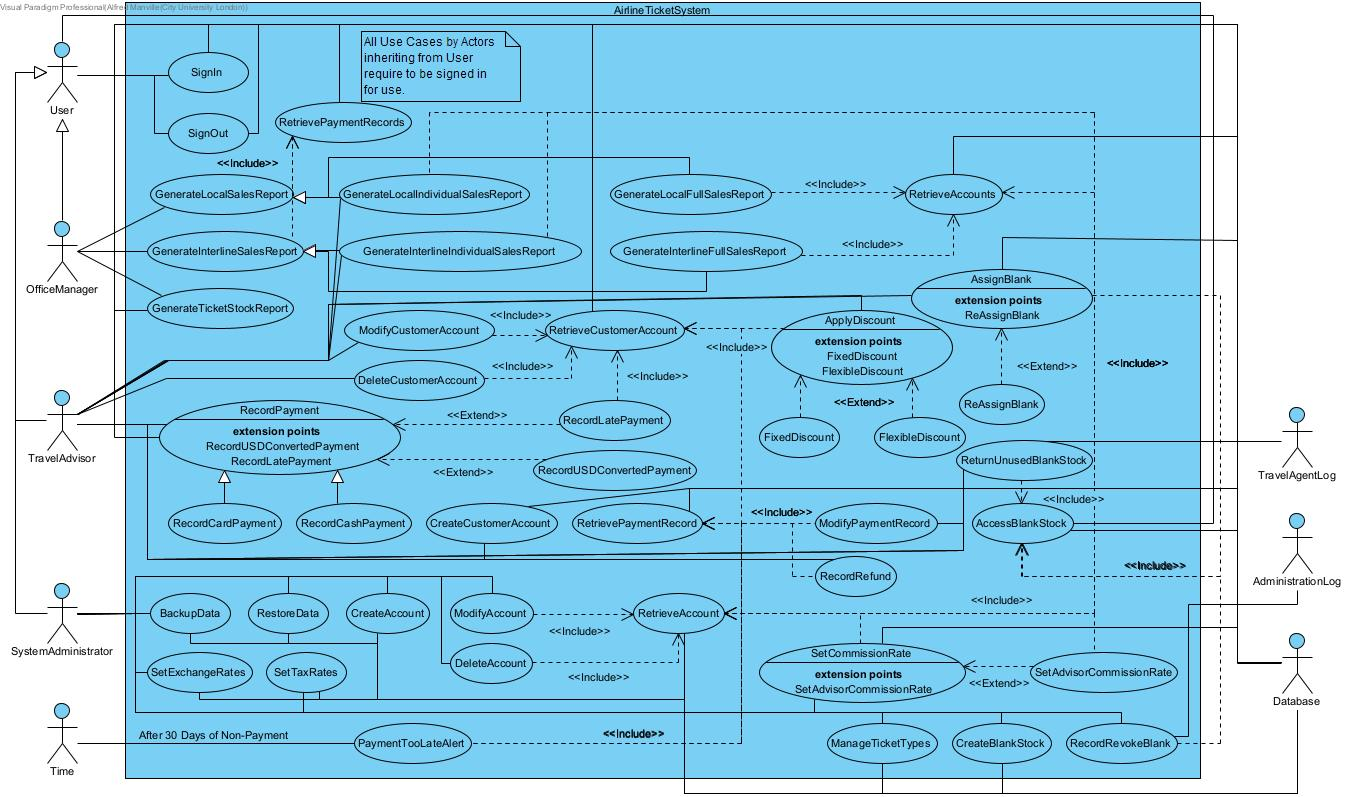 Visual Paradigm Professional(Alfred Manville(City University London))
AirlineTicketSystem
All Use Cases by Actors
inheriting from User
require to be signed in
for use.
SignIn
User
SignOut
RetrievePaymentRecords
<<Include>>
GenerateLocalSalesReport
GenerateLocalIndividualSalesReport
GenerateLocalFullSalesReport
<<Include>>
RetrieveAccounts
GenerateInterlineSalesReport
GenerateInterlineIndividualSalesReport
GenerateInterlineFullSalesReport
<<Include>>
OfficeManager
AssignBlank
extension points
ReAssignBlank
GenerateTicketStockReport
ModifyCustomerAccount
<<Include>>
RetrieveCustomerAccount
<<Include>>
ApplyDiscount
extension points
FixedDiscount
FlexibleDiscount
<<Extend>>
<<Include>>
DeleteCustomerAccount
<<Include>>
<<Include>>
<<Extend>>
ReAssignBlank
RecordPayment
extension points
RecordUSDConvertedPayment
RecordLatePayment
<<Extend>>
RecordLatePayment
FixedDiscount
FlexibleDiscount
TravelAdvisor
<<Extend>>
RecordUSDConvertedPayment
ReturnUnusedBlankStock
TravelAgentLog
<<Include>>
RecordCardPayment
RecordCashPayment
CreateCustomerAccount
RetrievePaymentRecord
<<Include>>
ModifyPaymentRecord
AccessBlankStock
<<Include>>
RecordRefund
AdministrationLog
BackupData
RestoreData
CreateAccount
ModifyAccount
RetrieveAccount
<<Include>>
<<Include>>
SystemAdministrator
SetExchangeRates
SetTaxRates
DeleteAccount
<<Include>>
SetCommissionRate
extension points
SetAdvisorCommissionRate
<<Extend>>
SetAdvisorCommissionRate
Database
After 30 Days of Non-Payment
PaymentTooLateAlert
<<Include>>
ManageTicketTypes
CreateBlankStock
RecordRevokeBlank
Time